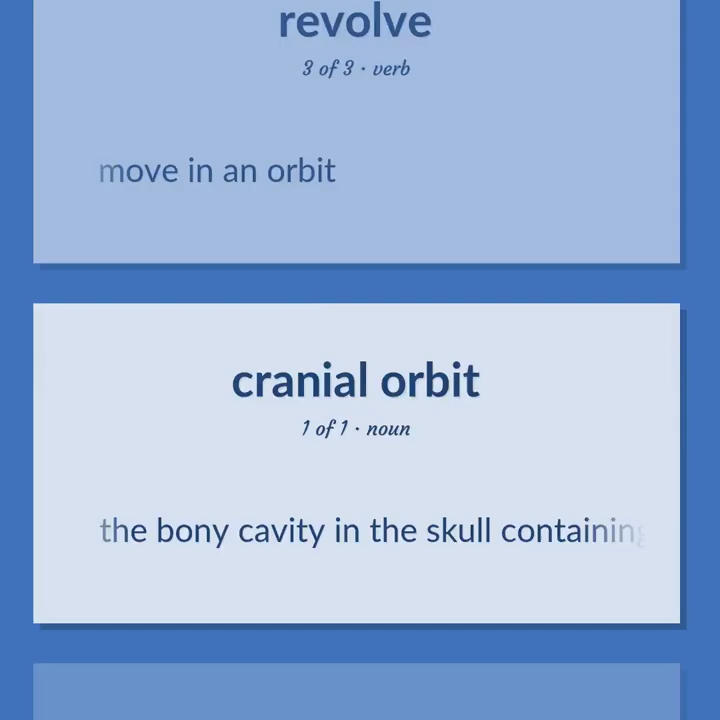 revolve
3 of 3 · verb
move in an orbit
cranial orbit
1 of 1 · noun
the bony cavity in the skull containing